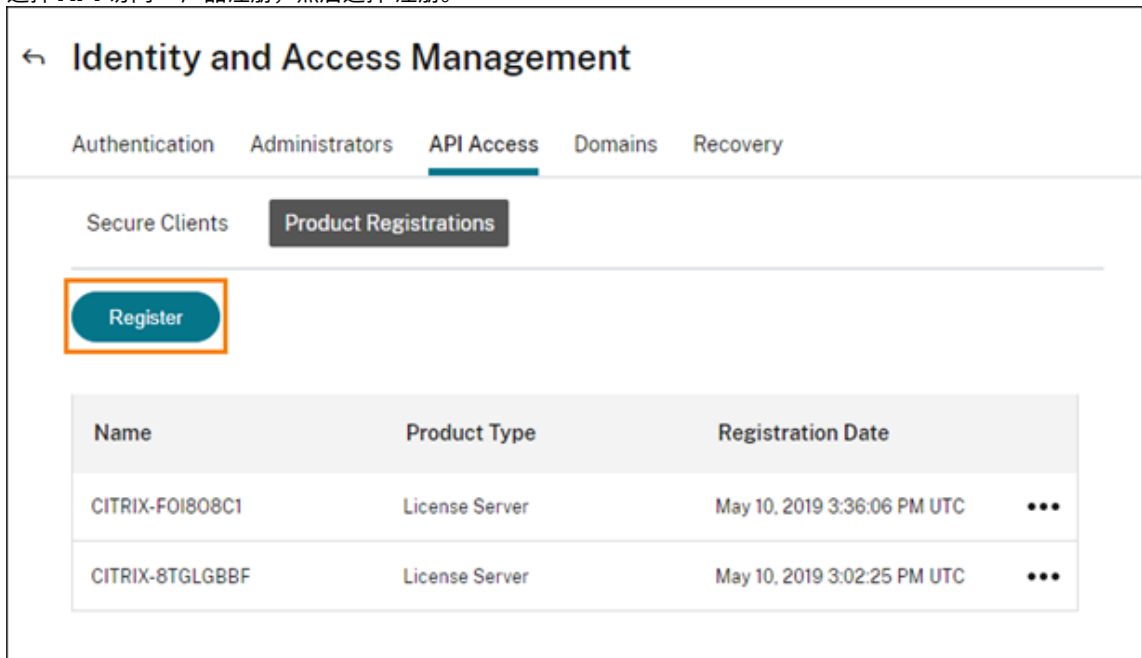 Identity and Access Management
Authentication Administrators API Access Domains Recovery
Secure Clients Product Registrations
Register
Name Product Type Registration Date
CITRIX-FOI8O8C1 License Server May 10, 2019 3:36:06 PM UTC
CITRIX-8TGLGBBF License Server May 10, 2019 3:02:25 PM UTC